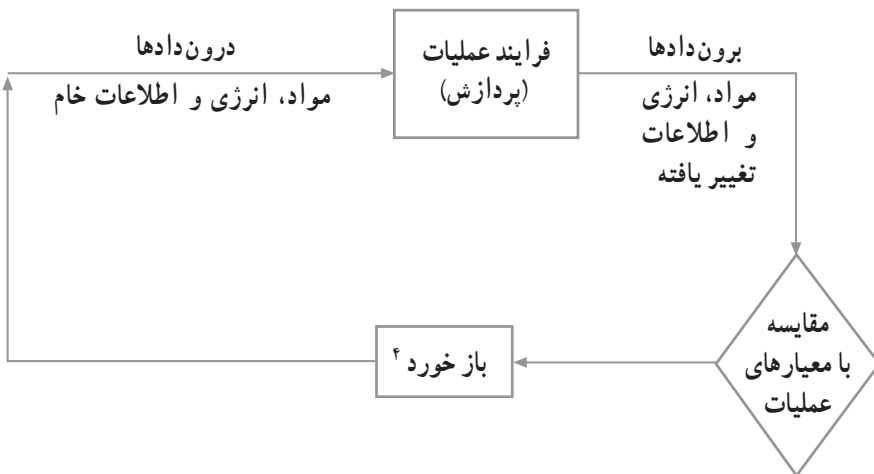 درون‌دادها
مواد، انرژی و اطلاعات خام
فرایند عملیات
(پردازش)
برون‌دادها
مواد، انرژی
و اطلاعات
تغییر یافته
مقایسه
با معیارهای
عملیات
باز خورد ۴